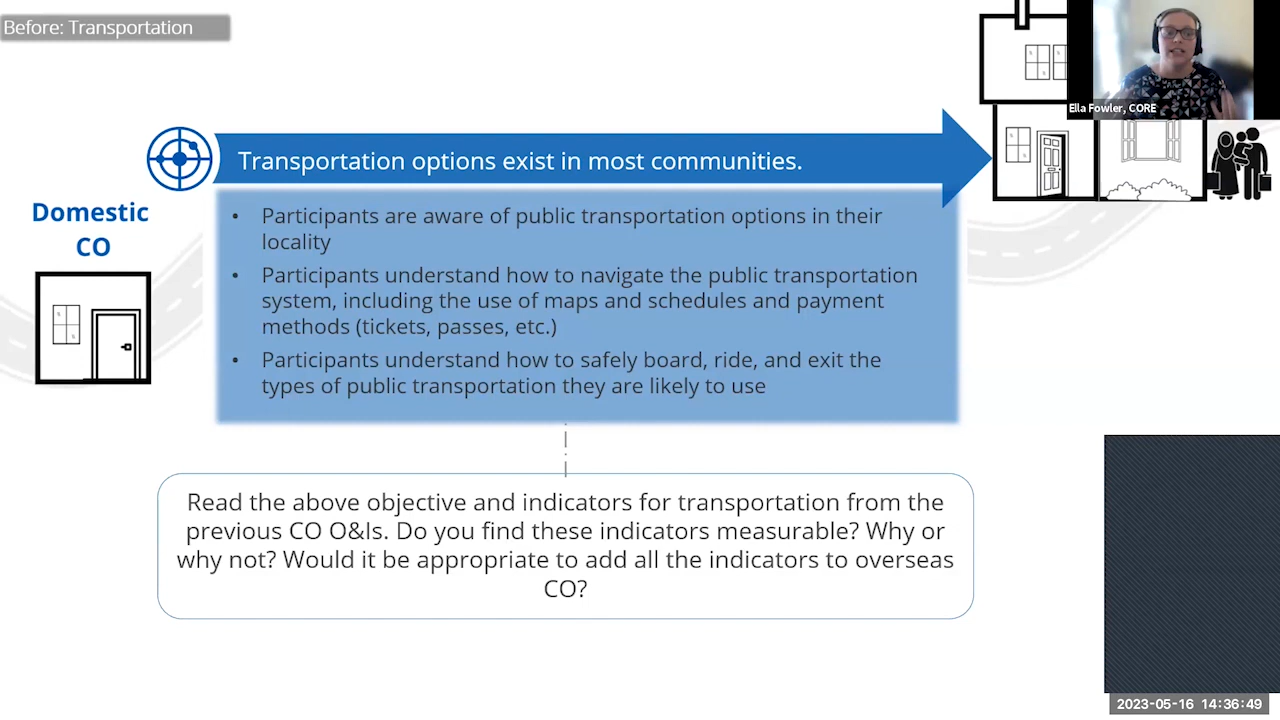 Before: Transportation
Ella Fowler, CORE
Transportation options exist in most communities.
Domestic
CO
• Participants are aware of public transportation options in their
locality
• Participants understand how to navigate the public transportation
system, including the use of maps and schedules and payment
methods (tickets, passes, etc.)
• Participants understand how to safely board, ride, and exit the
types of public transportation they are likely to use
Read the above objective and indicators for transportation from the
previous CO O&Is. Do you find these indicators measurable? Why or
why not? Would it be appropriate to add all the indicators to overseas
CO?
2023-05-16 14:36:49